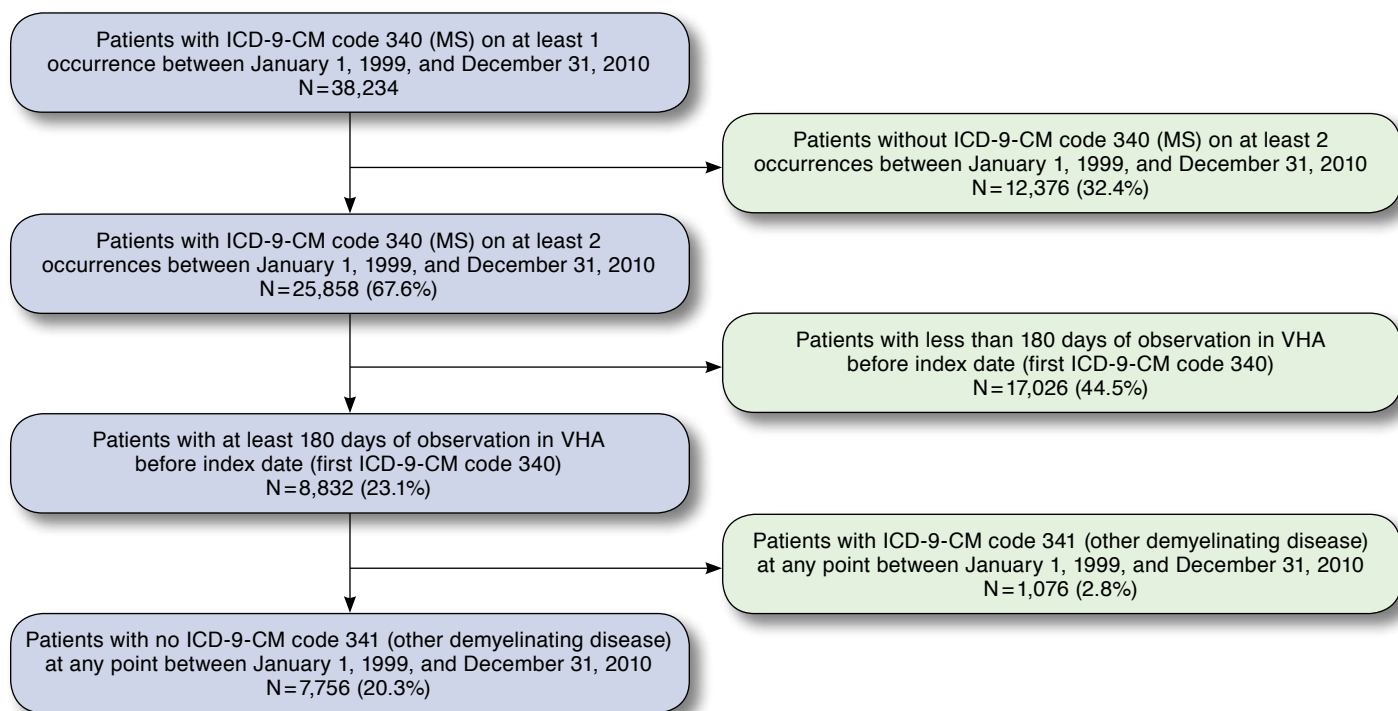 Patients with ICD-9-CM code 340 (MS) on at least 1
occurrence between January 1, 1999, and December 31, 2010
N=38,234
Patients without ICD-9-CM code 340 (MS) on at least 2
occurrences between January 1, 1999, and December 31, 2010
N=12,376 (32.4%)
Patients with ICD-9-CM code 340 (MS) on at least 2
occurrences between January 1, 1999, and December 31, 2010
N=25,858 (67.6%)
Patients with less than 180 days of observation in VHA
before index date (first ICD-9-CM code 340)
N=17,026 (44.5%)
Patients with at least 180 days of observation in VHA
before index date (first ICD-9-CM code 340)
N=8,832 (23.1%)
Patients with ICD-9-CM code 341 (other demyelinating disease)
at any point between January 1, 1999, and December 31, 2010
N=1,076 (2.8%)
Patients with no ICD-9-CM code 341 (other demyelinating disease)
at any point between January 1, 1999, and December 31, 2010
N=7,756 (20.3%)